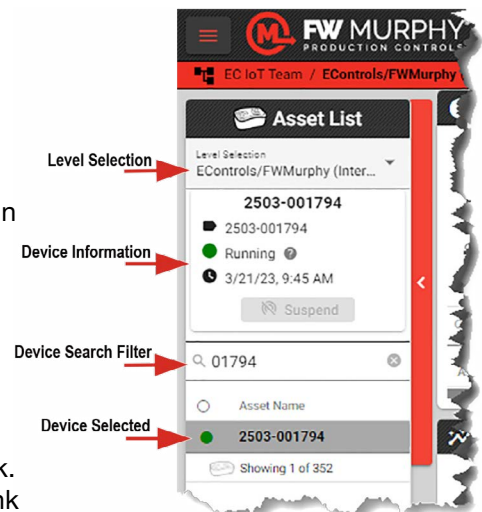 FW MURPHY
PRODUCTION CONTROLS
EC IoT Team / EControls/FWMurphy
Asset List
Level Selection
Level Selection
EControls/FWMurphy (Inter...
2503-001794
2503-001794
Device Information
Running
3/21/23, 9:45 AM
Suspend
Device Search Filter
01794
Asset Name
Device Selected
2503-001794
Showing 1 of 352